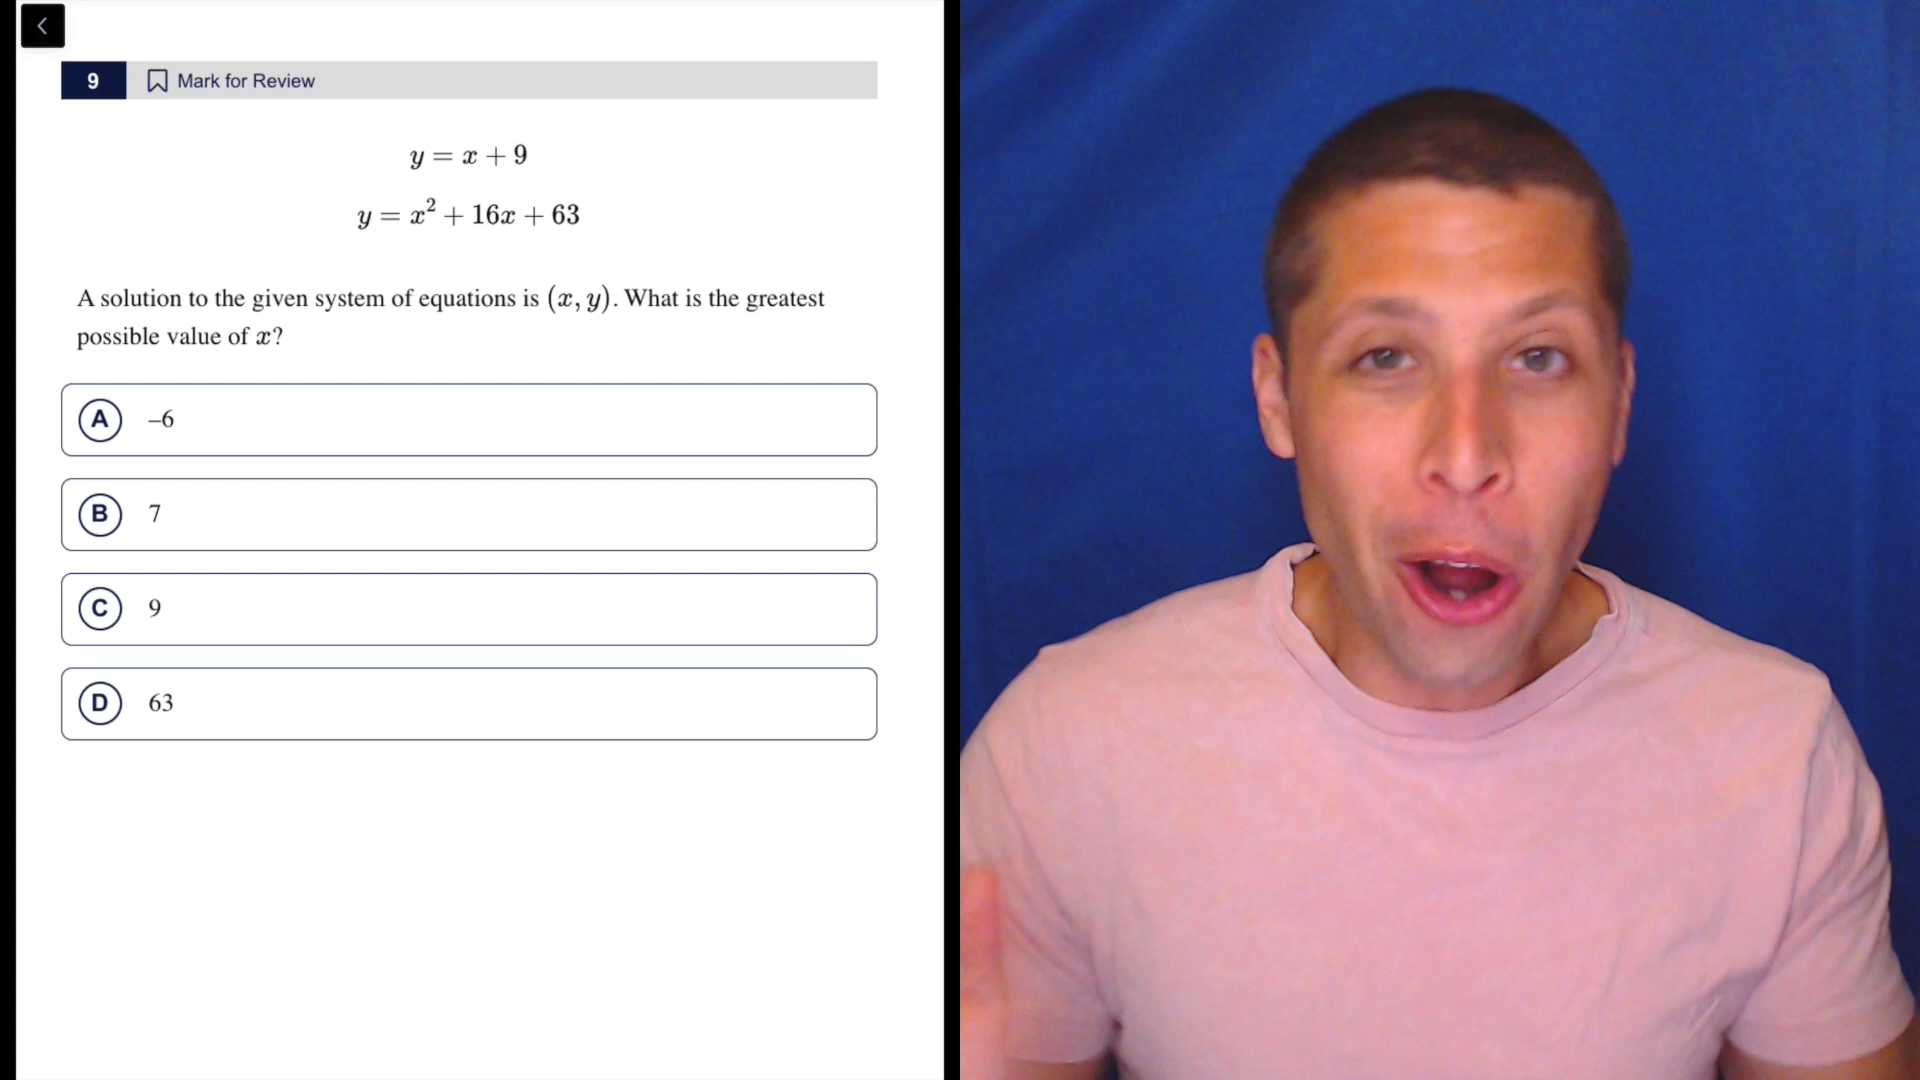 9 Mark for Review
y = x + 9
y = x² + 16x + 63
A solution to the given system of equations is (x, y). What is the greatest
possible value of x?
A –6
B 7
C 9
D 63